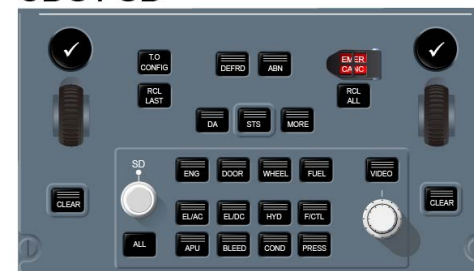 T.O
CONFIG
DEFRD
ABN
EMER
CANC
RCL
LAST
RCL
ALL
DA
STS
MORE
SD
ENG
DOOR
WHEEL
FUEL
VIDEO
CLEAR
EL/AC
EL/DC
HYD
F/CTL
CLEAR
ALL
APU
BLEED
COND
PRESS